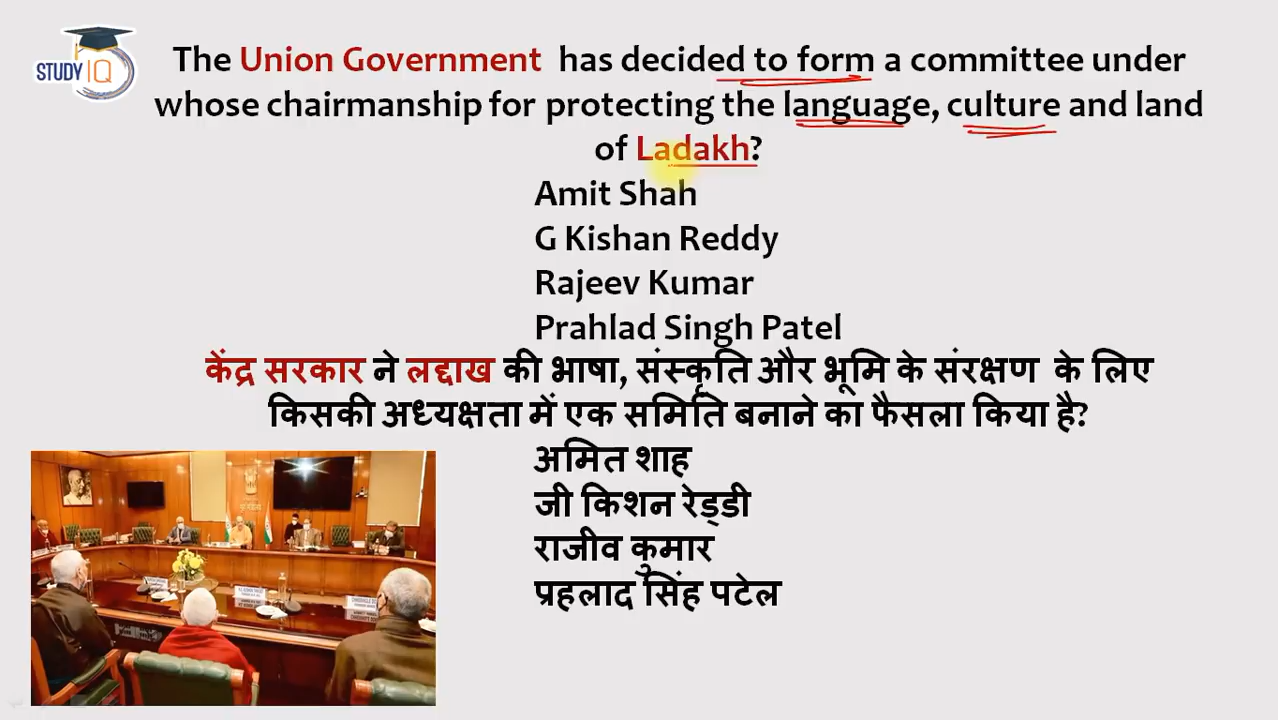 STUDY IQ
The Union Government has decided to form a committee under
whose chairmanship for protecting the language, culture and land
of Ladakh?
Amit Shah
G Kishan Reddy
Rajeev Kumar
Prahlad Singh Patel
केंद्र सरकार ने लद्दाख की भाषा, संस्कृति और भूमि के संरक्षण के लिए
किसकी अध्यक्षता में एक समिति बनाने का फैसला किया है?
अमित शाह
जी किशन रेड्डी
राजीव कुमार
प्रहलाद सिंह पटेल